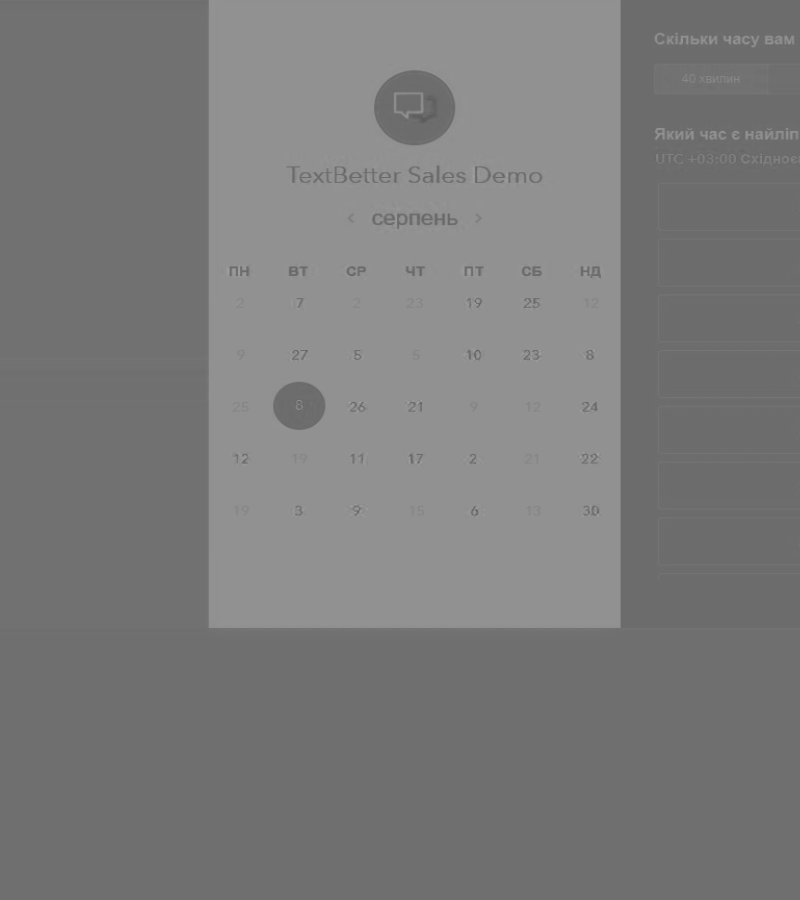 TextBetter Sales Demo
‹ серпень ›
ПН ВТ СР ЧТ ПТ СБ НД
2 7 2 23 19 25 12
9 27 5 5 10 23 8
25 8 26 21 9 12 24
12 19 11 17 2 21 22
19 3 9 15 6 13 30
Скільки часу вам
40 хвилин
Який час є найліп
UTC +03:00 Східноє